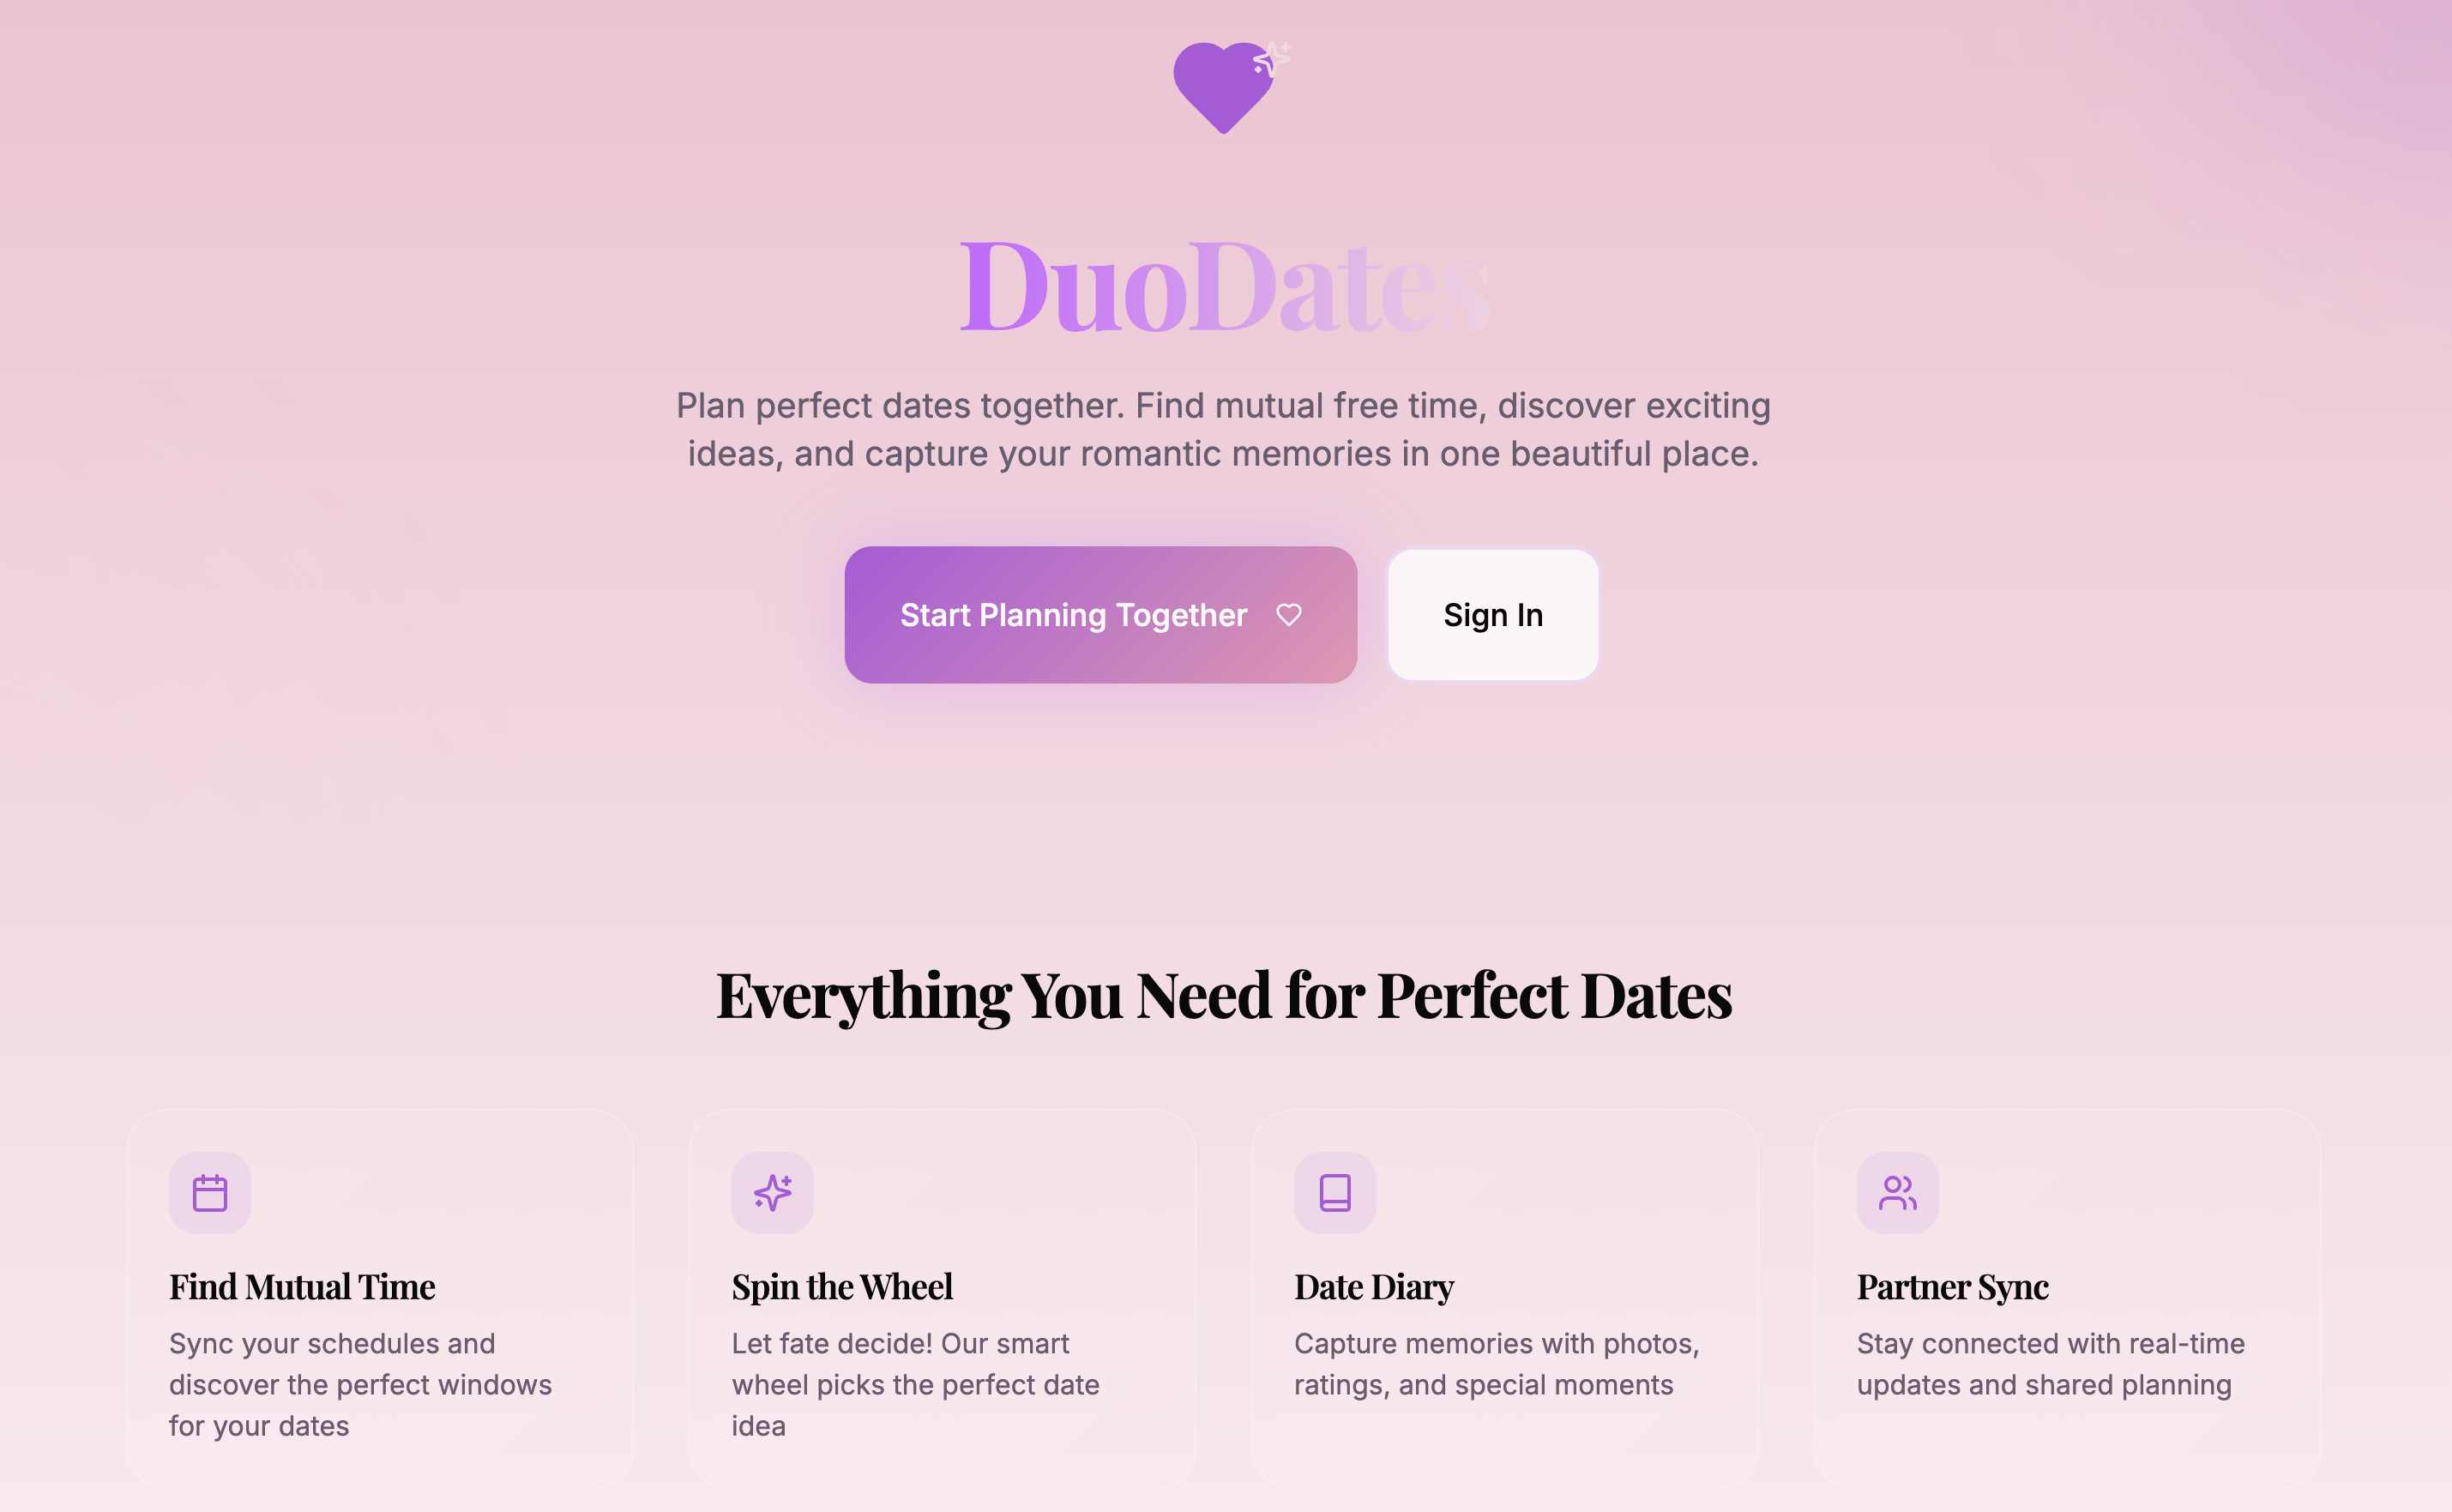 DuoDates
Plan perfect dates together. Find mutual free time, discover exciting
ideas, and capture your romantic memories in one beautiful place.
Start Planning Together
Sign In
Everything You Need for Perfect Dates
Find Mutual Time
Sync your schedules and
discover the perfect windows
for your dates
Spin the Wheel
Let fate decide! Our smart
wheel picks the perfect date
idea
Date Diary
Capture memories with photos,
ratings, and special moments
Partner Sync
Stay connected with real-time
updates and shared planning